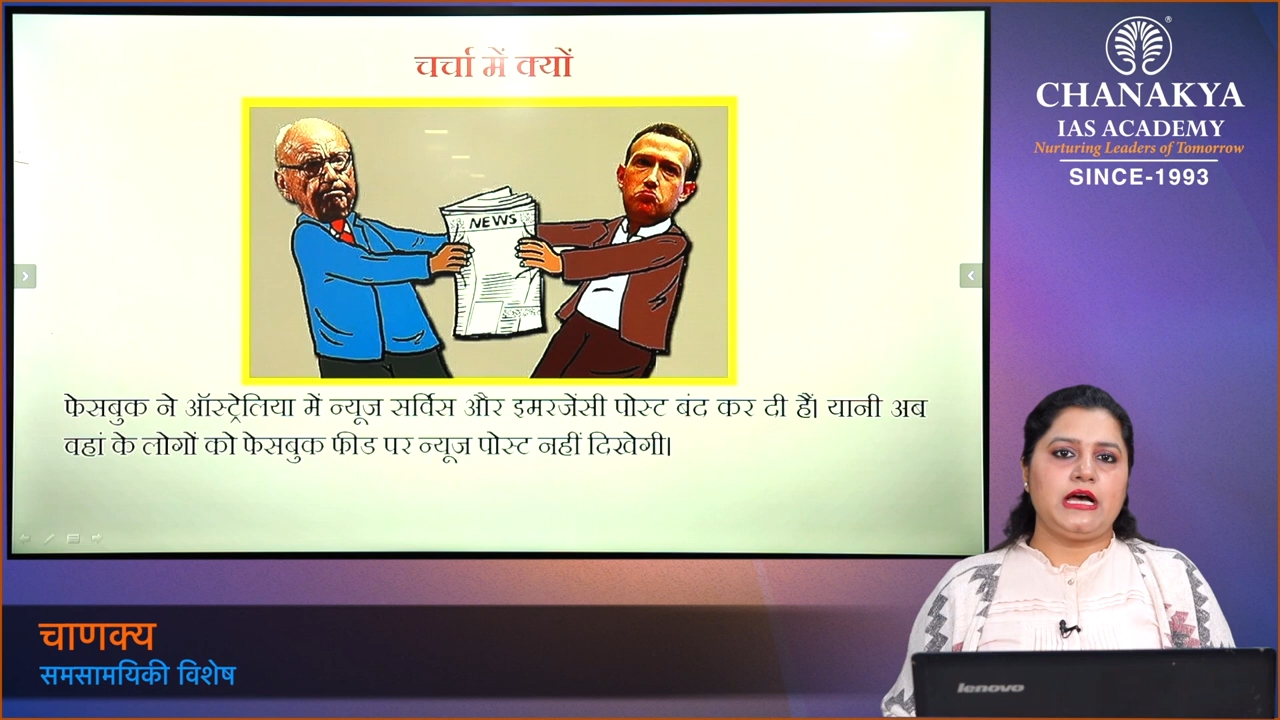 चर्चा में क्यों
NEWS
फेसबुक ने ऑस्ट्रेलिया में न्यूज सर्विस और इमरजेंसी पोस्ट बंद कर दी हैं। यानी अब
वहां के लोगों को फेसबुक फीड पर न्यूज पोस्ट नहीं दिखेगी।
CHANAKYA
IAS ACADEMY
Nurturing Leaders of Tomorrow
SINCE-1993
चाणक्य
समसामयिकी विशेष
lenovo